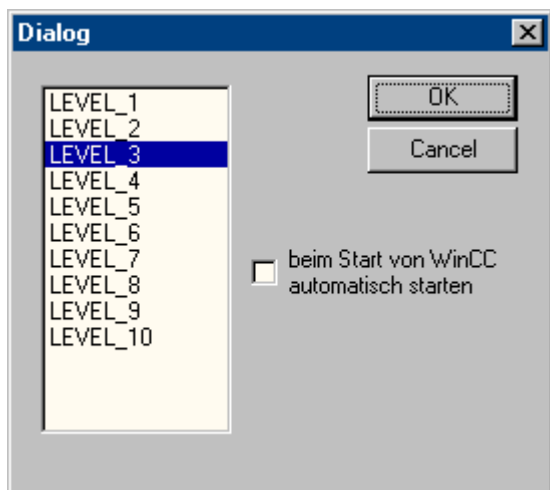 Dialog
LEVEL_1
LEVEL_2
LEVEL_3
LEVEL_4
LEVEL_5
LEVEL_6
LEVEL_7
LEVEL_8
LEVEL_9
LEVEL_10
OK
Cancel
beim Start von WinCC
automatisch starten